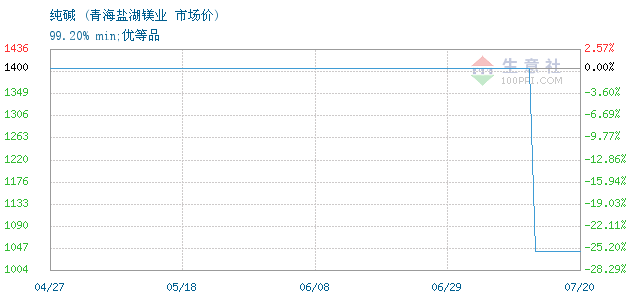 纯碱 (青海盐湖镁业 市场价)
99.20% min;优等品
1436 2.57%
1400 0.00%
1349 -3.60%
1306 -6.69%
1263 -9.77%
1220 -12.86%
1176 -15.94%
1133 -19.03%
1090 -22.11%
1047 -25.20%
1004 -28.29%
生意社
100PPI.COM
04/27 05/18 06/08 06/29 07/20